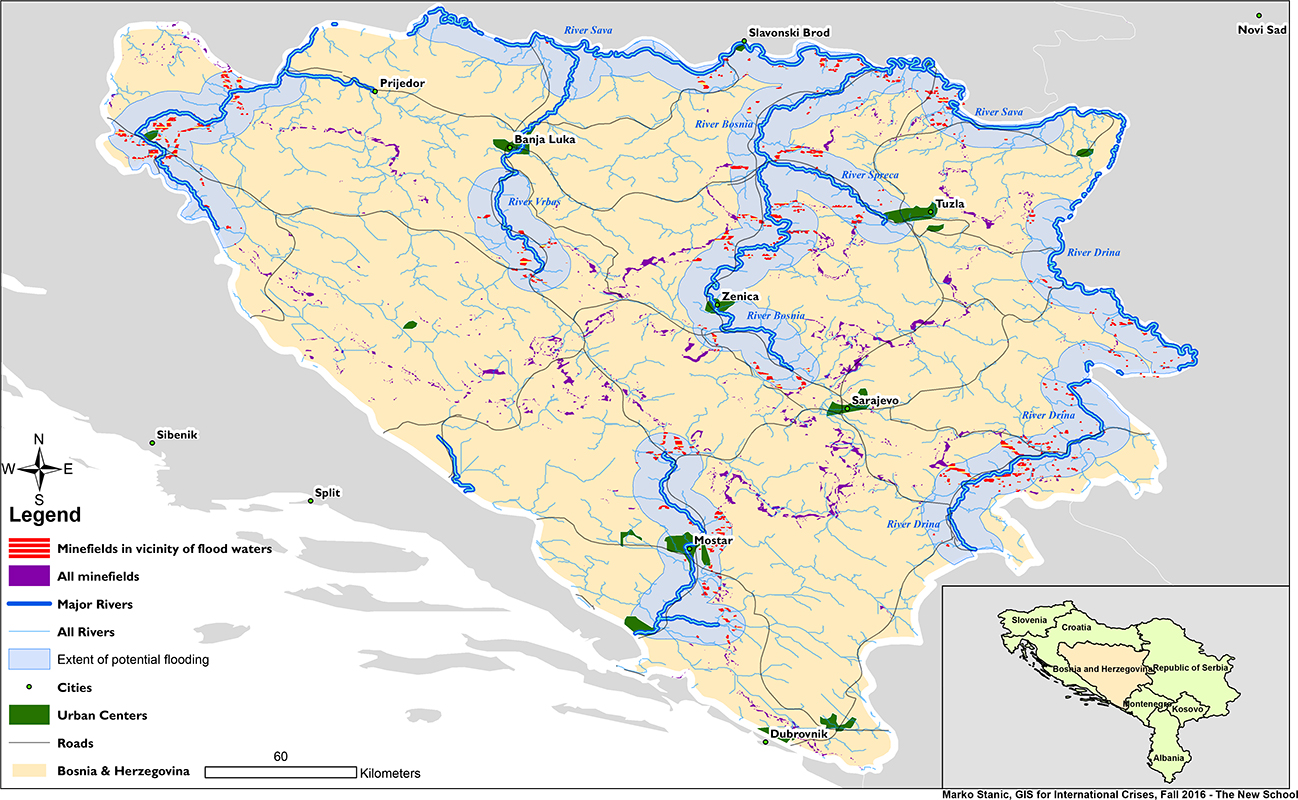 River Sava
Slavonski Brod
Novi Sad
Prijedor
River Bosnia
River Sava
Banja Luka
River Spreca
River Vrbas
Tuzla
River Drina
Zenica
River Bosnia
Sarajevo
River Drina
Sibenik
N
W E
S
Split
River Drina
Mostar
Dubrovnik
Legend
Minefields in vicinity of flood waters
All minefields
Major Rivers
All Rivers
Extent of potential flooding
Cities
Urban Centers
Roads
Bosnia & Herzegovina
60
Kilometers
Slovenia
Croatia
Bosnia and Herzegovina
Republic of Serbia
Montenegro
Kosovo
Albania
Marko Stanic, GIS for International Crises, Fall 2016 - The New School